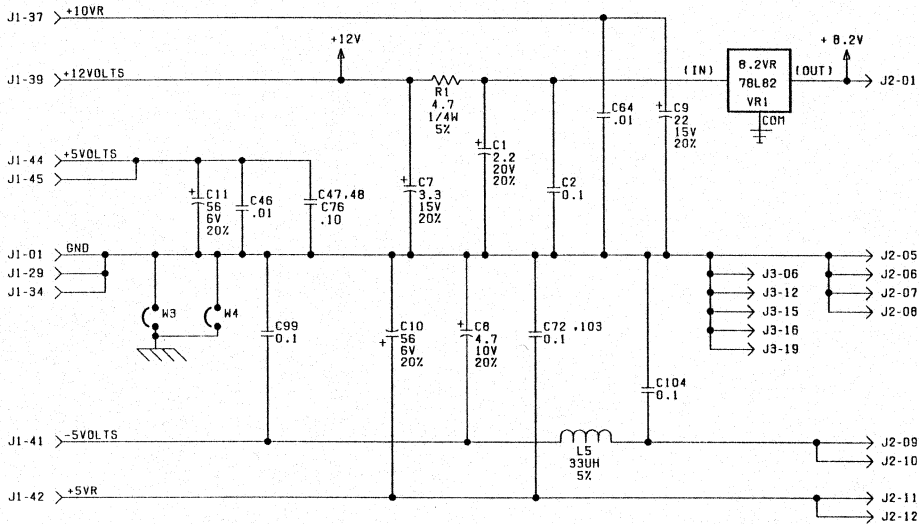 J1-37 +10VR
+12V
+ 8.2V
J1-39 +12VOLTS
(IN)
8.2VR
78L82
VR1
(OUT)
J2-01
COM
R1
4.7
1/4W
5%
C64
.01
+ C9
22
15V
20%
+ C1
2.2
20V
20%
J1-44 +5VOLTS
J1-45
+ C11
56
6V
20%
C46
.01
C47,48
C76
.10
+ C7
3.3
15V
20%
C2
0.1
J1-01 GND
J1-29
J1-34
J2-05
J2-06
J2-07
J2-08
J3-06
J3-12
J3-15
J3-16
J3-19
W3
W4
C99
0.1
C10
56
6V
20%
+
+ C8
4.7
10V
20%
C72 ,103
0.1
C104
0.1
J1-41 -5VOLTS
L5
33UH
5%
J2-09
J2-10
J1-42 +5VR
J2-11
J2-12